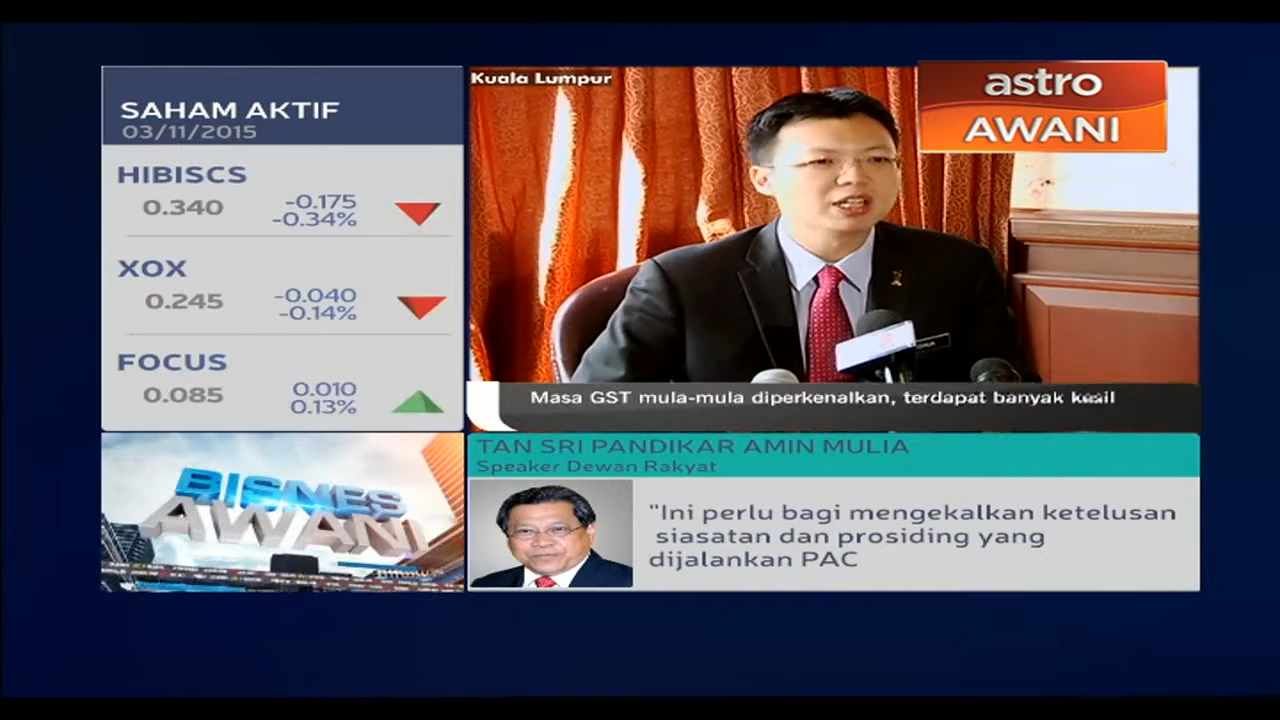 SAHAM AKTIF
03/11/2015
HIBISCS
0.340
-0.175
-0.34%
XOX
0.245
-0.040
-0.14%
FOCUS
0.085
0.010
0.13%
BISNES
AWANI
Kuala Lumpur
astro
AWANI
Masa GST mula-mula diperkenalkan, terdapat banyak kesil
TAN SRI PANDIKAR AMIN MULIA
Speaker Dewan Rakyat
"Ini perlu bagi mengekalkan ketelusan
siasatan dan prosiding yang
dijalankan PAC